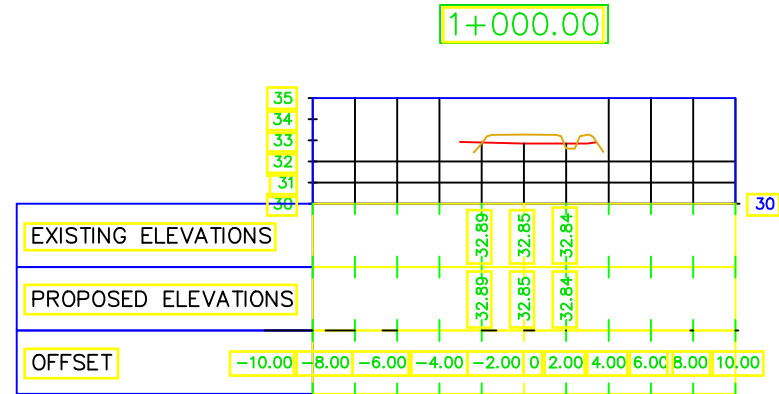 1+000.00
35
34
33
32
31
30 30
EXISTING ELEVATIONS 32.89 32.85 32.84
PROPOSED ELEVATIONS 32.89 32.85 32.84
OFFSET -10.00 -8.00 -6.00 -4.00 -2.00 0 2.00 4.00 6.00 8.00 10.00